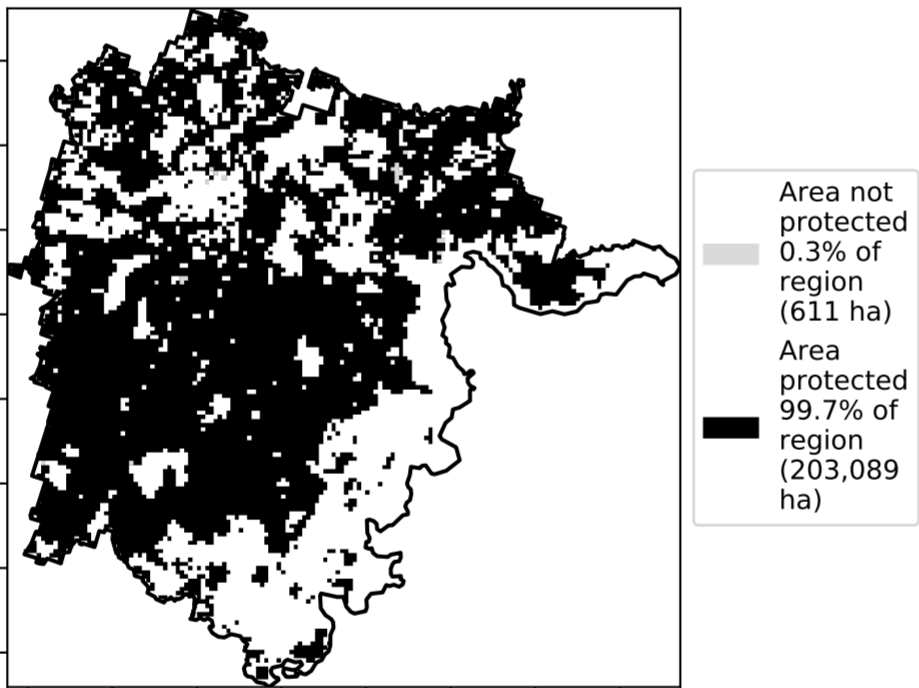 Area not
protected
0.3% of
region
(611 ha)
Area
protected
99.7% of
region
(203,089
ha)